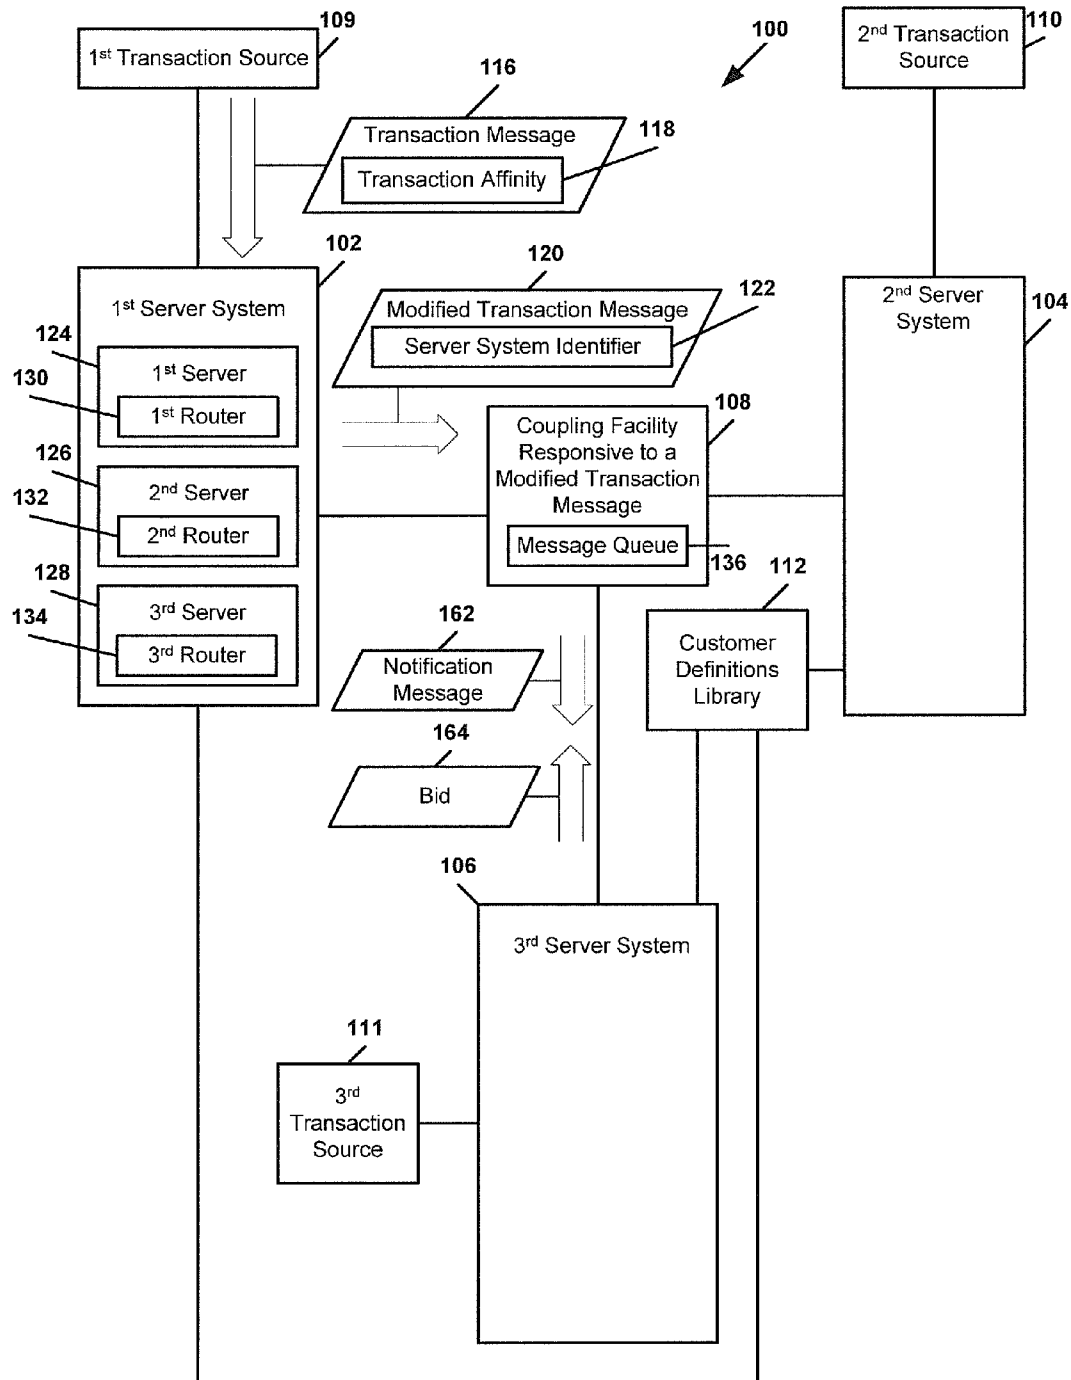 109
1st Transaction Source
100
2nd Transaction
Source
110
116
Transaction Message
118
Transaction Affinity
102
1st Server System
120
Modified Transaction Message
122
Server System Identifier
2nd Server
System
104
124
1st Server
130
1st Router
126
2nd Server
132
2nd Router
128
3rd Server
134
3rd Router
108
Coupling Facility
Responsive to a
Modified Transaction
Message
Message Queue
136
112
Customer
Definitions
Library
162
Notification
Message
164
Bid
106
3rd Server System
111
3rd
Transaction
Source